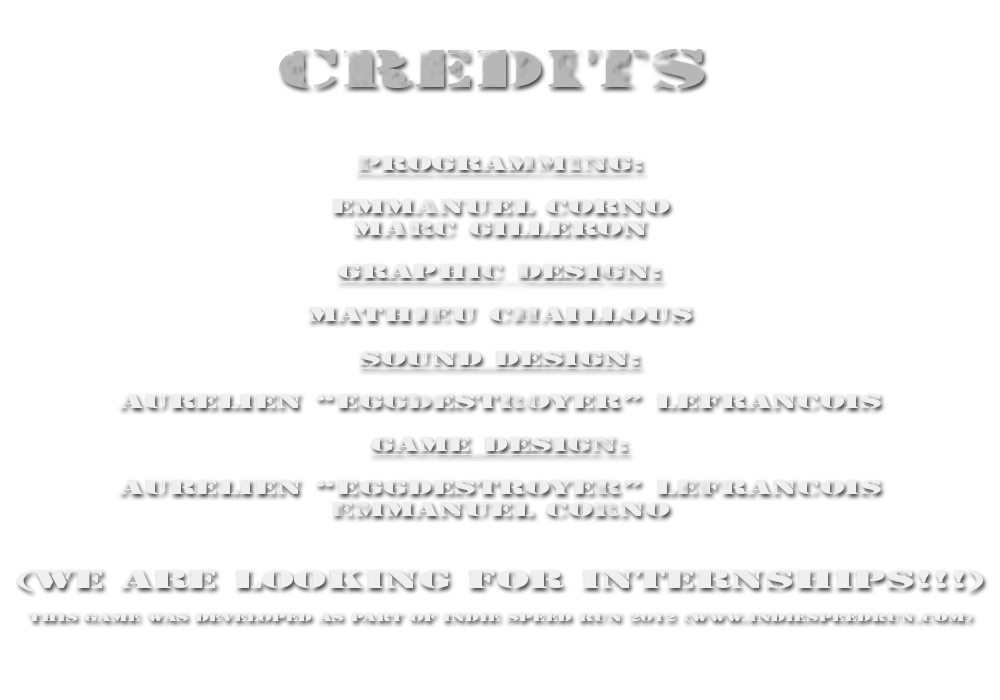 CREDITS
PROGRAMMING:
EMMANUEL CORNO
MARC GILLERON
GRAPHIC DESIGN:
MATHIEU CHAILLOUS
SOUND DESIGN:
AURELIEN "EGGDESTROYER" LEFRANCOIS
GAME DESIGN:
AURELIEN "EGGDESTROYER" LEFRANCOIS
EMMANUEL CORNO
(WE ARE LOOKING FOR INTERNSHIPS!!!)
THIS GAME WAS DEVELOPED AS PART OF INDIE SPEED RUN 2012 (WWW.INDIESPEEDRUN.COM)